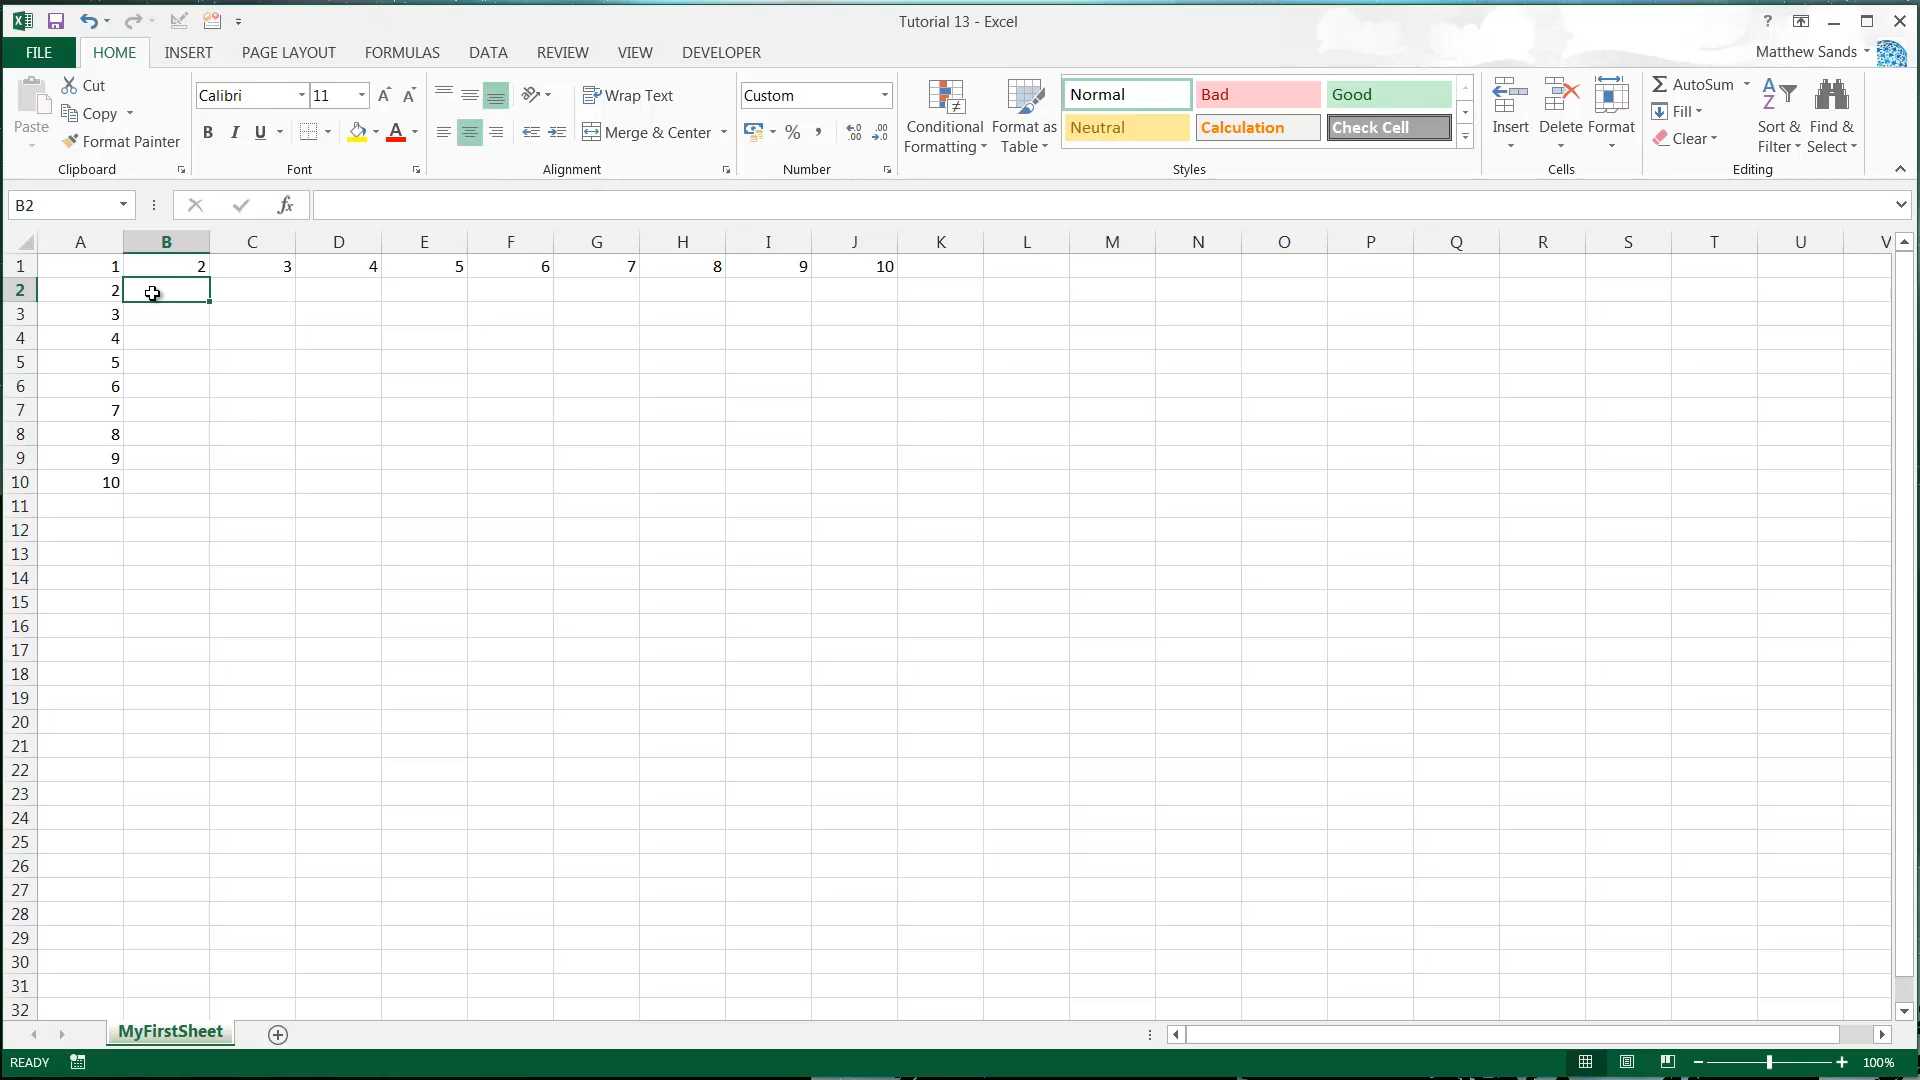 Tutorial 13 - Excel
?
FILE HOME INSERT PAGE LAYOUT FORMULAS DATA REVIEW VIEW DEVELOPER Matthew Sands
Paste
Cut
Copy
Format Painter
Clipboard
Calibri 11
B I U
Font
Wrap Text
Merge & Center
Alignment
Custom
Number
Conditional Formatting
Format as Table
Normal Bad Good
Neutral Calculation Check Cell
Styles
Insert Delete Format
Cells
AutoSum
Fill
Clear
Sort & Filter
Find & Select
Editing
B2 fx
A B C D E F G H I J K L M N O P Q R S T U V
1 1 2 3 4 5 6 7 8 9 10
2 2
3 3
4 4
5 5
6 6
7 7
8 8
9 9
10 10
11
12
13
14
15
16
17
18
19
20
21
22
23
24
25
26
27
28
29
30
31
32
MyFirstSheet
READY 100%